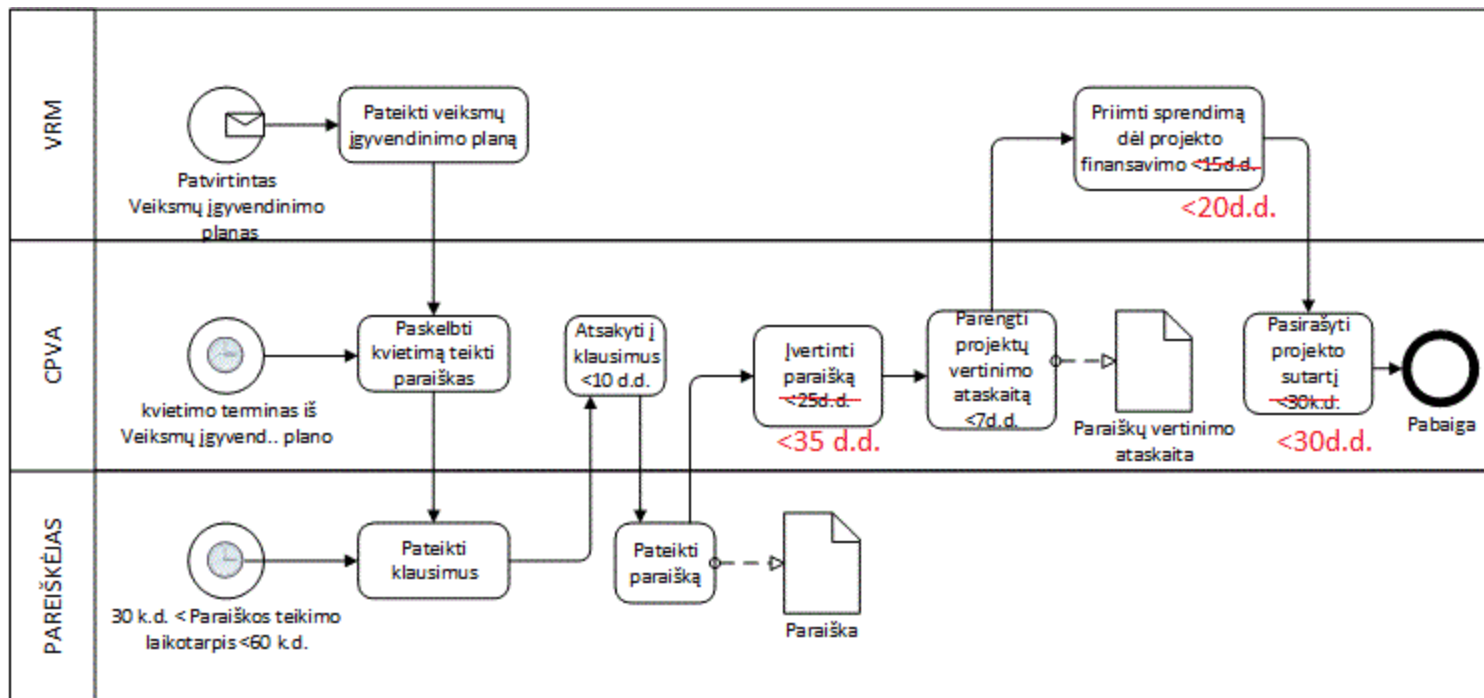 VRM
Patvirtintas
Veiksmų įgyvendinimo
planas
Pateikti veiksmų
įgyvendinimo planą
Priimti sprendimą
dėl projekto
finansavimo <15d.d.
<20d.d.
CPVA
kvietimo terminas iš
Veiksmų įgyvend.. plano
Paskelbti
kvietimą teikti
paraiškas
Atsakyti į
klausimus
<10 d.d.
Įvertinti
paraišką
<25d.d.
<35 d.d.
Parengti
projektų
vertinimo
ataskaitą
<7d.d.
Paraiškų vertinimo
ataskaita
Pasirašyti
projekto
sutartį
<30k.d.
<30d.d.
Pabaiga
PAREIŠKĖJAS
30 k.d. < Paraiškos teikimo
laikotarpis <60 k.d.
Pateikti
klausimus
Pateikti
paraišką
Paraiška